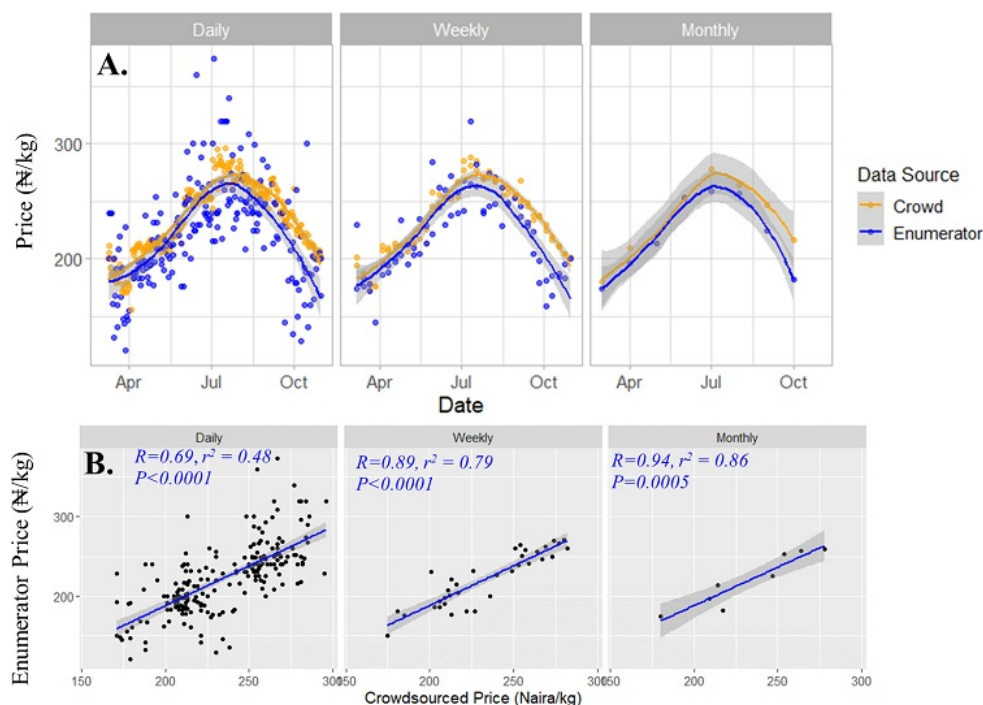 Daily Weekly Monthly
A.
Price (₦/kg)
300
200
Apr Jul Oct Apr Jul Oct Apr Jul Oct
Date
Data Source
Crowd
Enumerator
Daily Weekly Monthly
B.
R=0.69, r² = 0.48
P<0.0001
R=0.89, r² = 0.79
P<0.0001
R=0.94, r² = 0.86
P=0.0005
Enumerator Price (₦/kg)
300
200
150 200 250 300 150 200 250 300 150 200 250 300
Crowdsourced Price (Naira/kg)